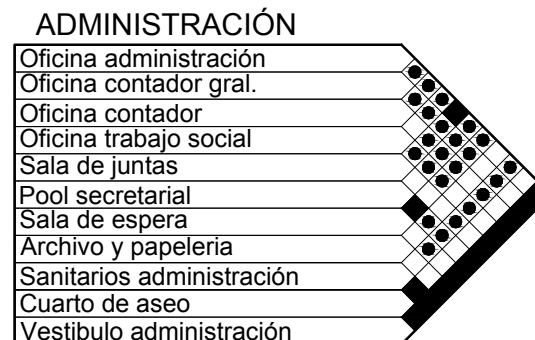 ADMINISTRACIÓN
Oficina administración
Oficina contador gral.
Oficina contador
Oficina trabajo social
Sala de juntas
Pool secretarial
Sala de espera
Archivo y papeleria
Sanitarios administración
Cuarto de aseo
Vestibulo administración